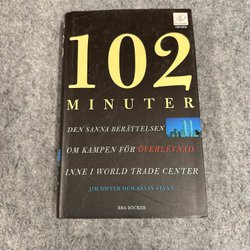 102
MINUTER
DEN SANNA BERÄTTELSEN
OM KAMPEN FÖR ÖVERLEVNAD
INNE I WORLD TRADE CENTER
JIM DWYER OCH KEVIN FLYNN
BRA BÖCKER